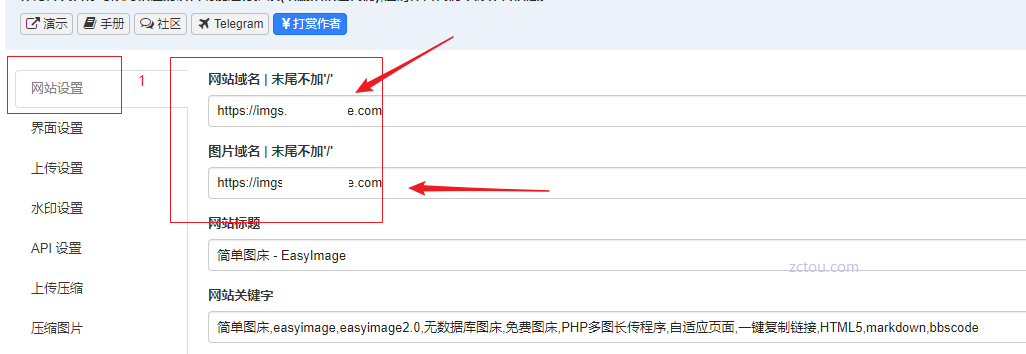 演示 手册 社区 Telegram ¥打赏作者
网站设置 1
网站域名 | 末尾不加'/'
https://imgs. e.com
界面设置
图片域名 | 末尾不加'/'
上传设置
https://imgs e.com
水印设置
网站标题
API 设置
简单图床 - EasyImage
zctou.com
上传压缩
网站关键字
压缩图片
简单图床,easyimage,easyimage2.0,无数据库图床,免费图床,PHP多图长传程序,自适应页面,一键复制链接,HTML5,markdown,bbscode